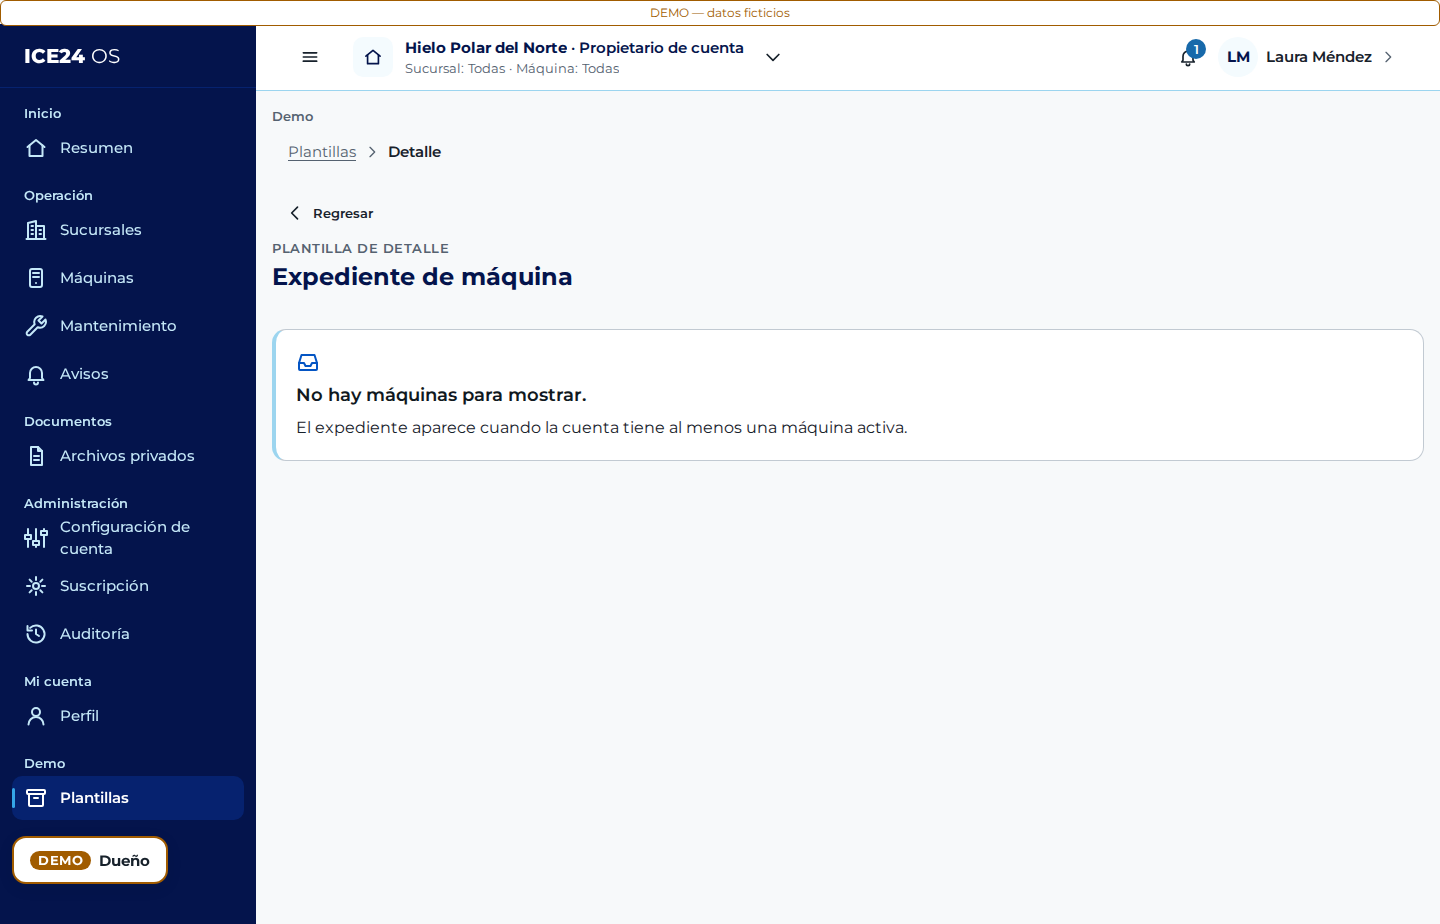 DEMO — datos ficticios
ICE24 OS
Inicio
Resumen
Operación
Sucursales
Máquinas
Mantenimiento
Avisos
Documentos
Archivos privados
Administración
Configuración de
cuenta
Suscripción
Auditoría
Mi cuenta
Perfil
Demo
Plantillas
DEMO Dueño
Hielo Polar del Norte · Propietario de cuenta
Sucursal: Todas · Máquina: Todas
1
LM Laura Méndez
Demo
Plantillas > Detalle
Regresar
PLANTILLA DE DETALLE
Expediente de máquina
No hay máquinas para mostrar.
El expediente aparece cuando la cuenta tiene al menos una máquina activa.